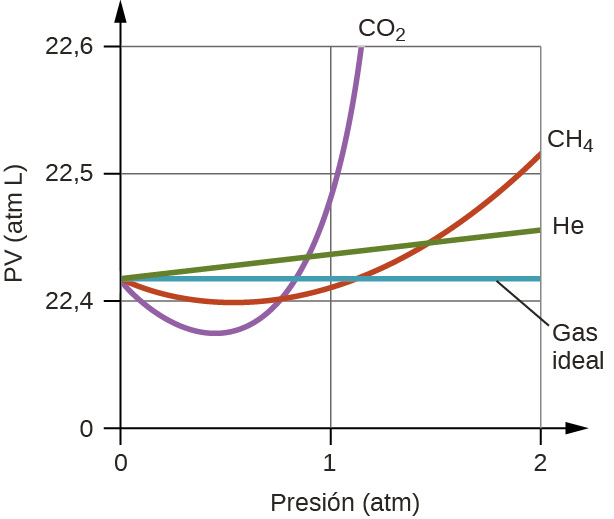 CO₂
22,6
CH₄
22,5
He
PV (atm L)
22,4
Gas
ideal
0
0 1 2
Presión (atm)